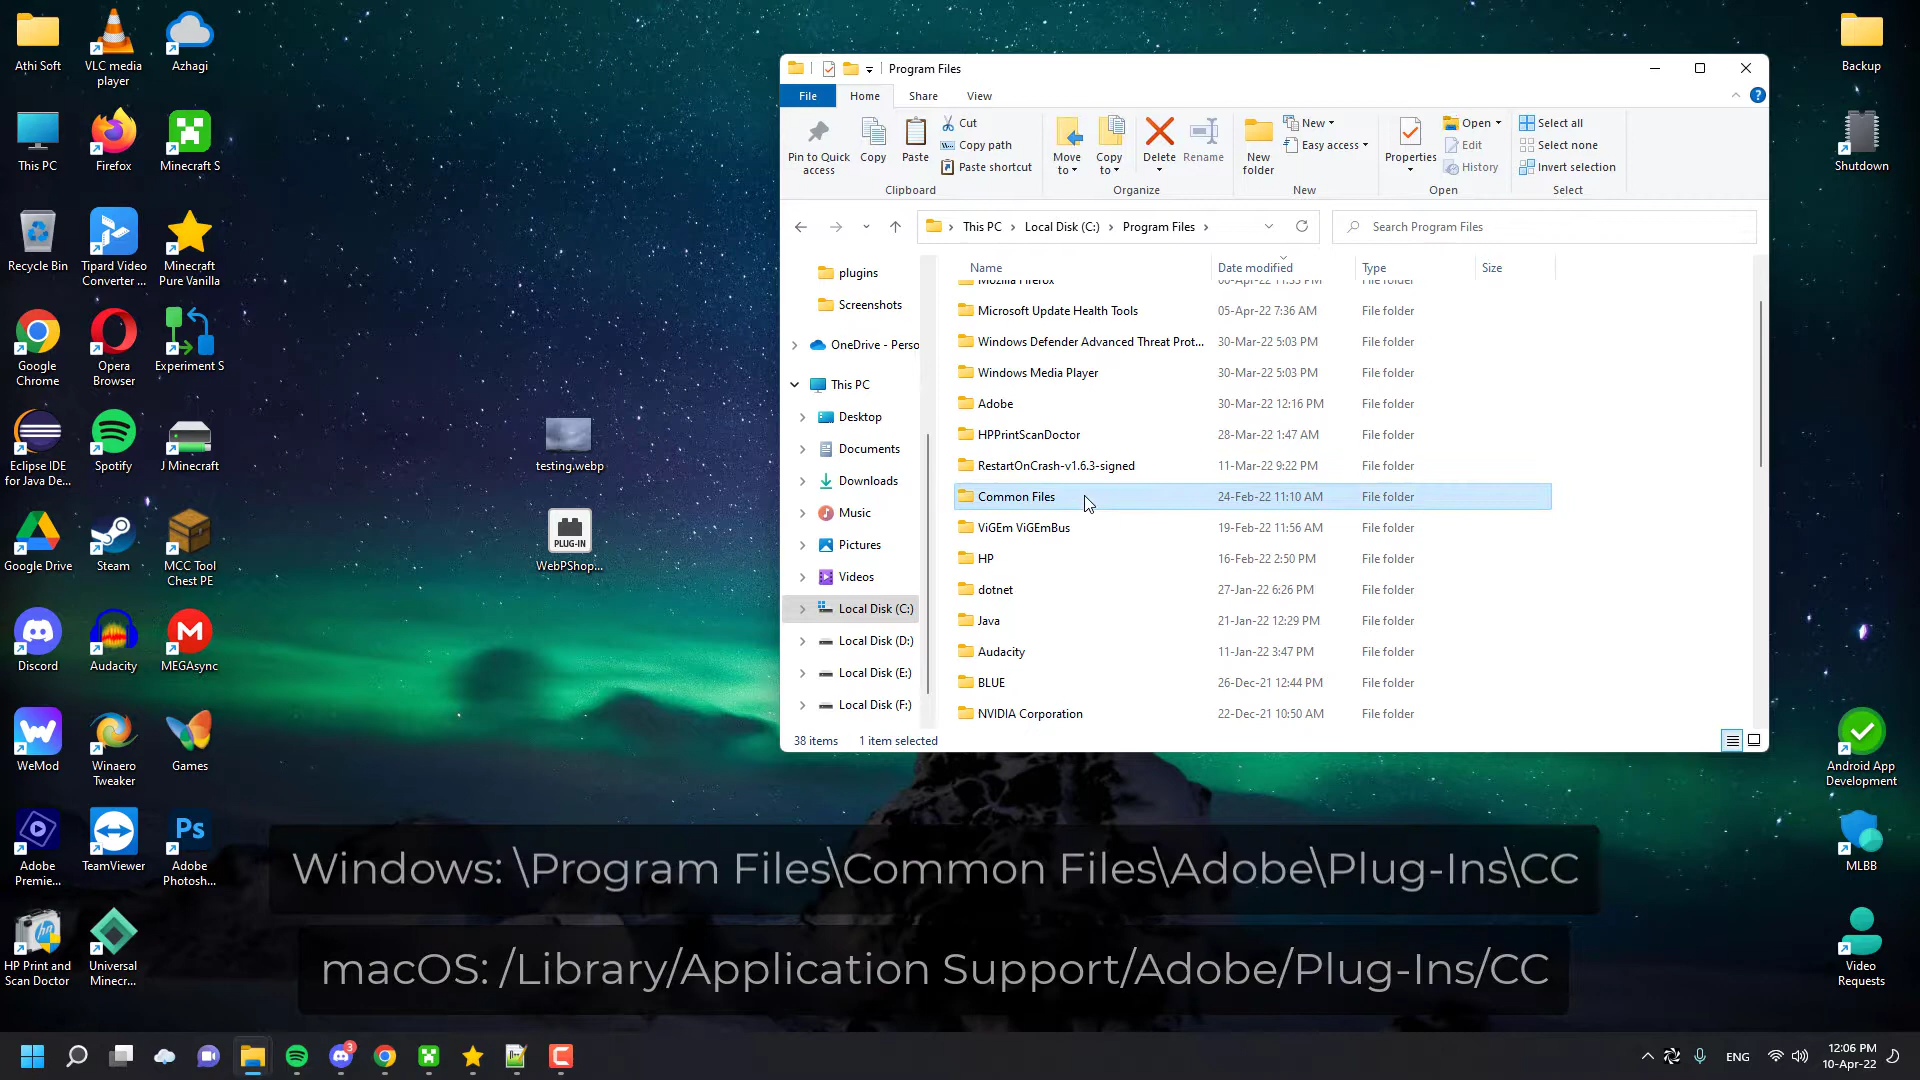 Athi Soft
VLC media
player
Azhagi
This PC
Firefox
Minecraft S
Recycle Bin
Tipard Video
Converter ...
Minecraft
Pure Vanilla
Google
Chrome
Opera
Browser
Experiment S
Eclipse IDE
for Java De...
Spotify
J Minecraft
Google Drive
Steam
MCC Tool
Chest PE
Discord
Audacity
MEGAsync
WeMod
Winaero
Tweaker
Games
Adobe
Premie...
TeamViewer
Ps
Adobe
Photosh...
HP Print and
Scan Doctor
Universal
Minecr...
testing.webp
PLUG-IN
WebPShop...
Backup
Shutdown
Android App
Development
MLBB
Video
Requests
Program Files
File Home Share View
Pin to Quick
access
Copy
Paste
Cut
Copy path
Paste shortcut
Clipboard
Move
to
Copy
to
Delete
Rename
Organize
New
folder
New
Easy access
New
Properties
Open
Edit
History
Open
Select all
Select none
Invert selection
Select
This PC Local Disk (C:) Program Files
Search Program Files
plugins
Screenshots
OneDrive - Perso
This PC
Desktop
Documents
Downloads
Music
Pictures
Videos
Local Disk (C:)
Local Disk (D:)
Local Disk (E:)
Local Disk (F:)
Name Date modified Type Size
Mozilla Firefox File folder
Microsoft Update Health Tools 05-Apr-22 7:36 AM File folder
Windows Defender Advanced Threat Prot... 30-Mar-22 5:03 PM File folder
Windows Media Player 30-Mar-22 5:03 PM File folder
Adobe 30-Mar-22 12:16 PM File folder
HPPrintScanDoctor 28-Mar-22 1:47 AM File folder
RestartOnCrash-v1.6.3-signed 11-Mar-22 9:22 PM File folder
Common Files 24-Feb-22 11:10 AM File folder
ViGEm ViGEmBus 19-Feb-22 11:56 AM File folder
HP 16-Feb-22 2:50 PM File folder
dotnet 27-Jan-22 6:26 PM File folder
Java 21-Jan-22 12:29 PM File folder
Audacity 11-Jan-22 3:47 PM File folder
BLUE 26-Dec-21 12:44 PM File folder
NVIDIA Corporation 22-Dec-21 10:50 AM File folder
38 items 1 item selected
Windows: \Program Files\Common Files\Adobe\Plug-Ins\CC
macOS: /Library/Application Support/Adobe/Plug-Ins/CC
3
ENG
12:06 PM
10-Apr-22